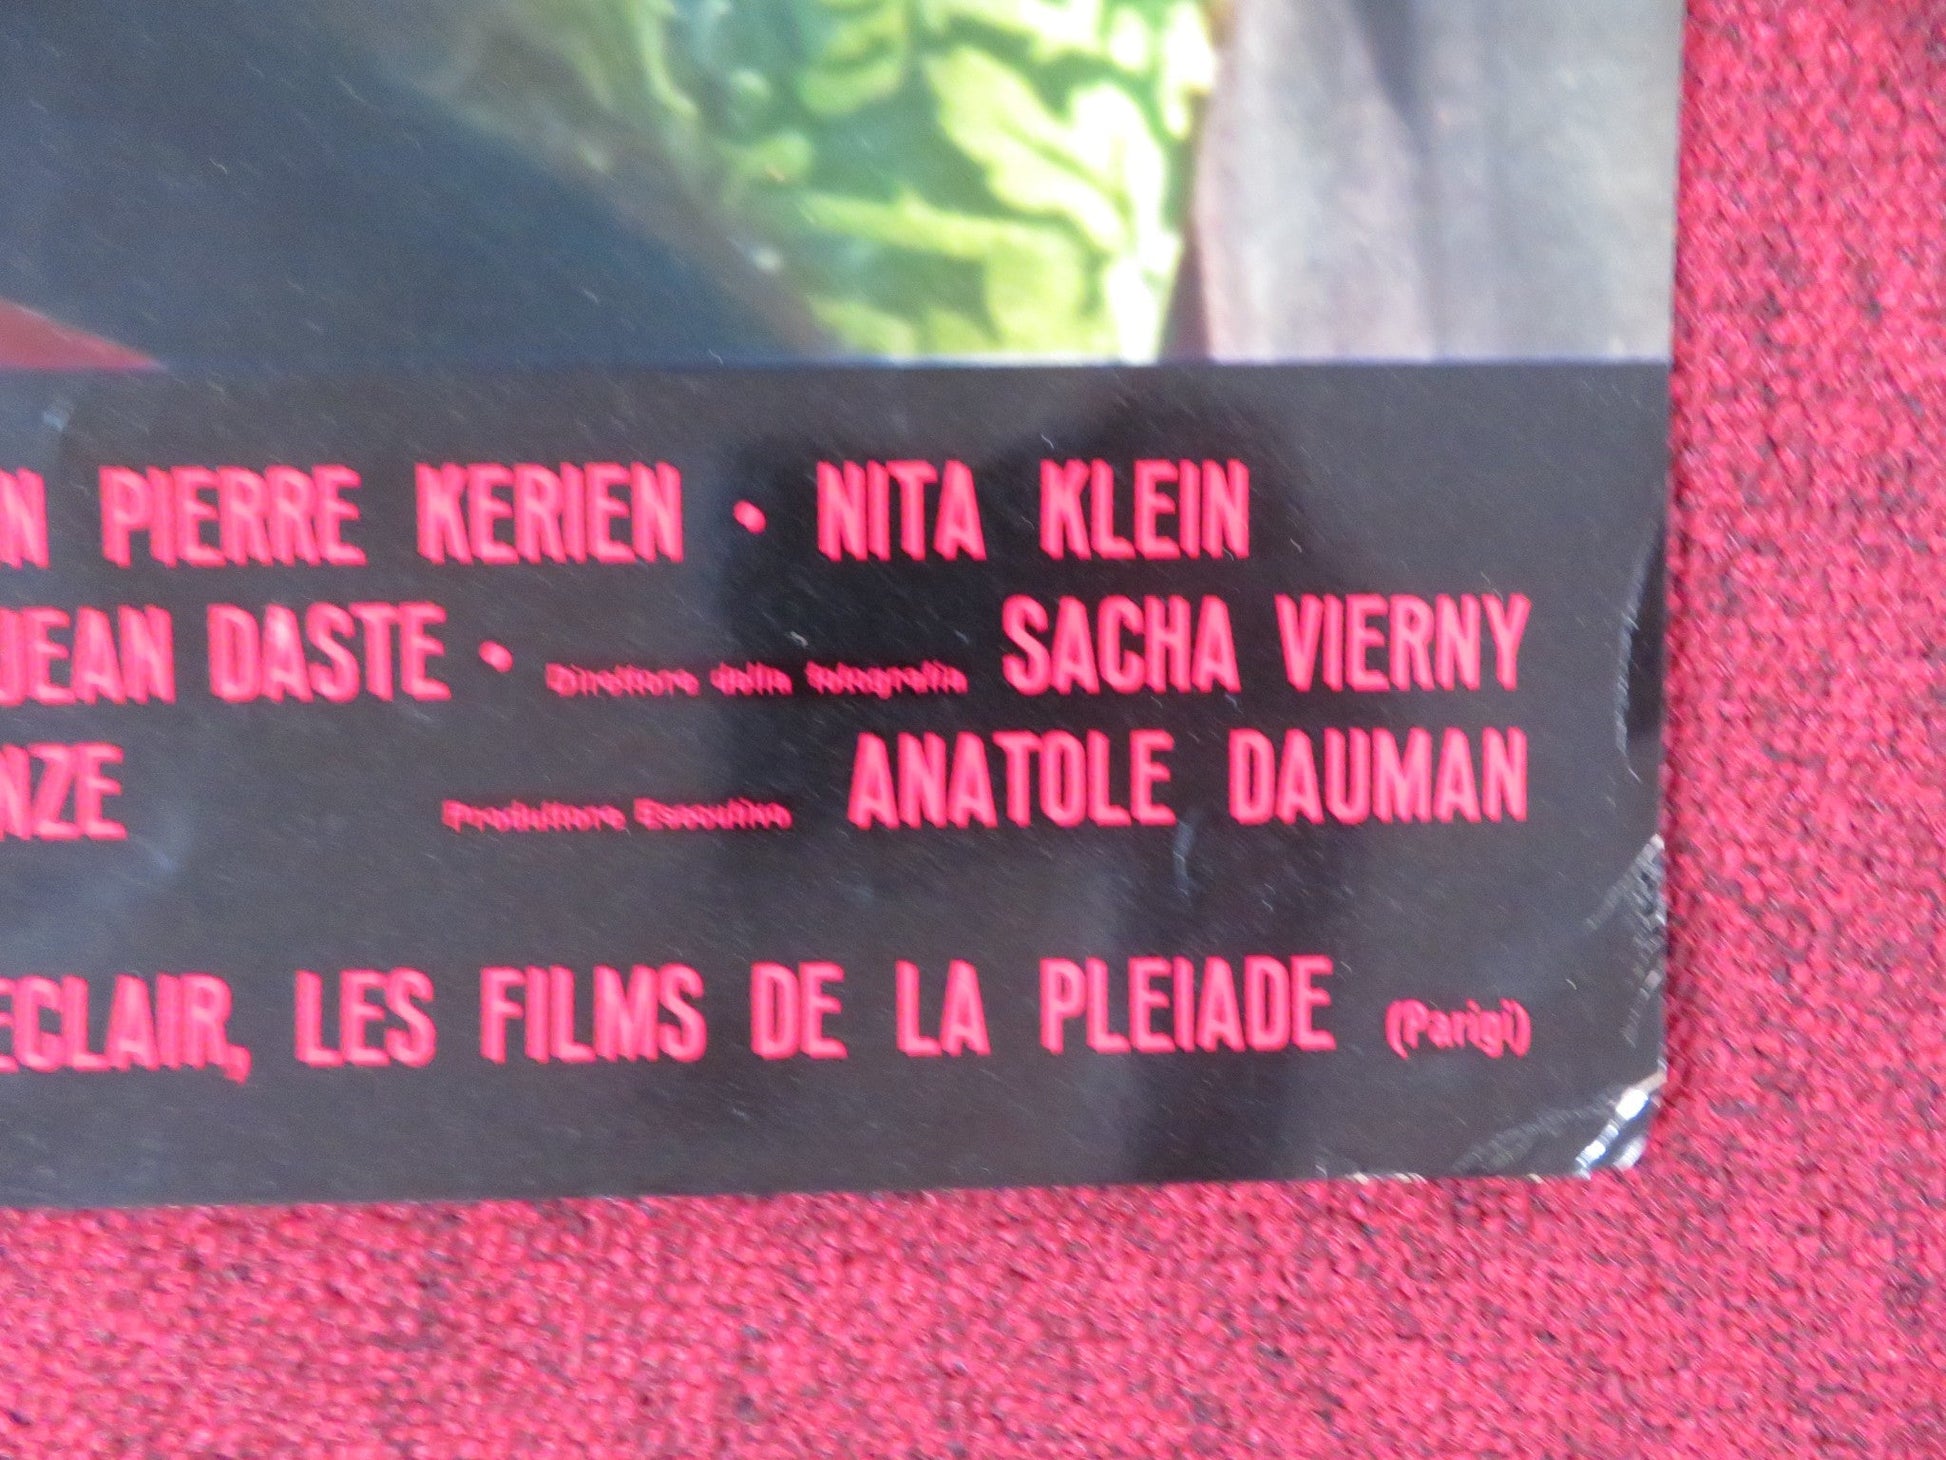 N PIERRE KERIEN • NITA KLEIN
JEAN DASTE • Direttore della fotografia SACHA VIERNY
NZE Produttore Esecutivo ANATOLE DAUMAN
ECLAIR, LES FILMS DE LA PLEIADE (Parigi)